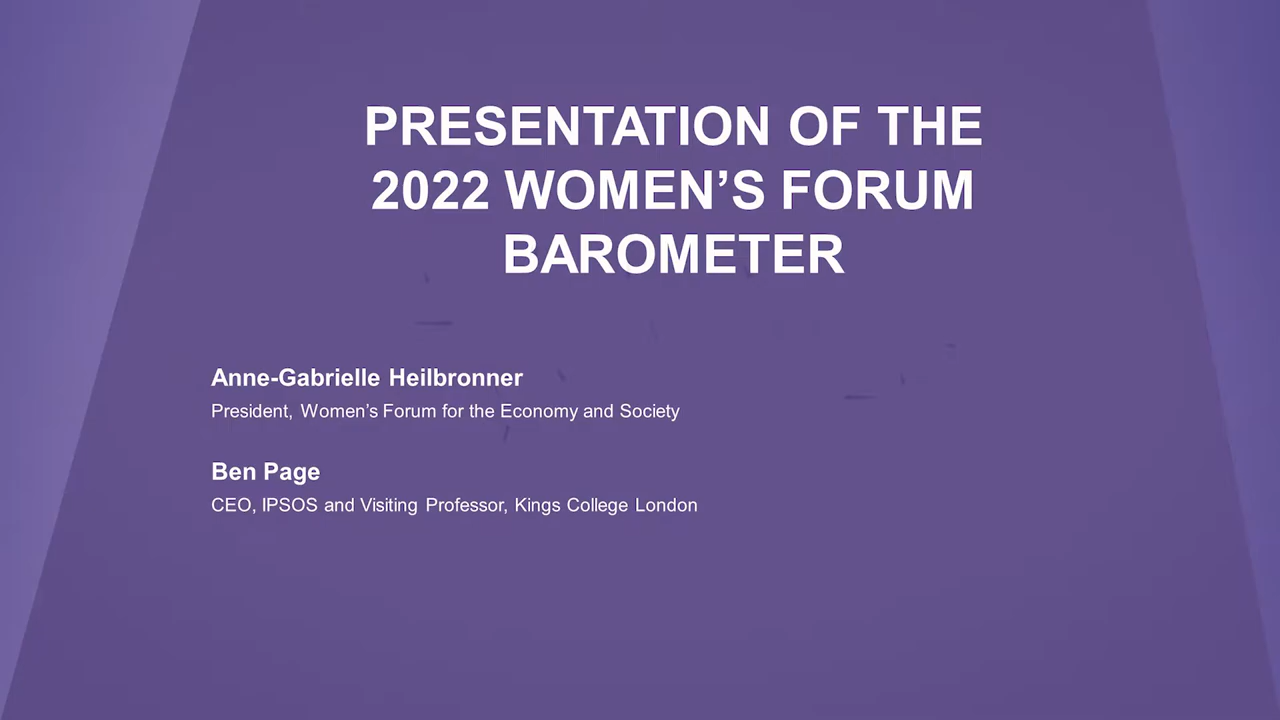 PRESENTATION OF THE
2022 WOMEN’S FORUM
BAROMETER
Anne-Gabrielle Heilbronner
President, Women’s Forum for the Economy and Society
Ben Page
CEO, IPSOS and Visiting Professor, Kings College London